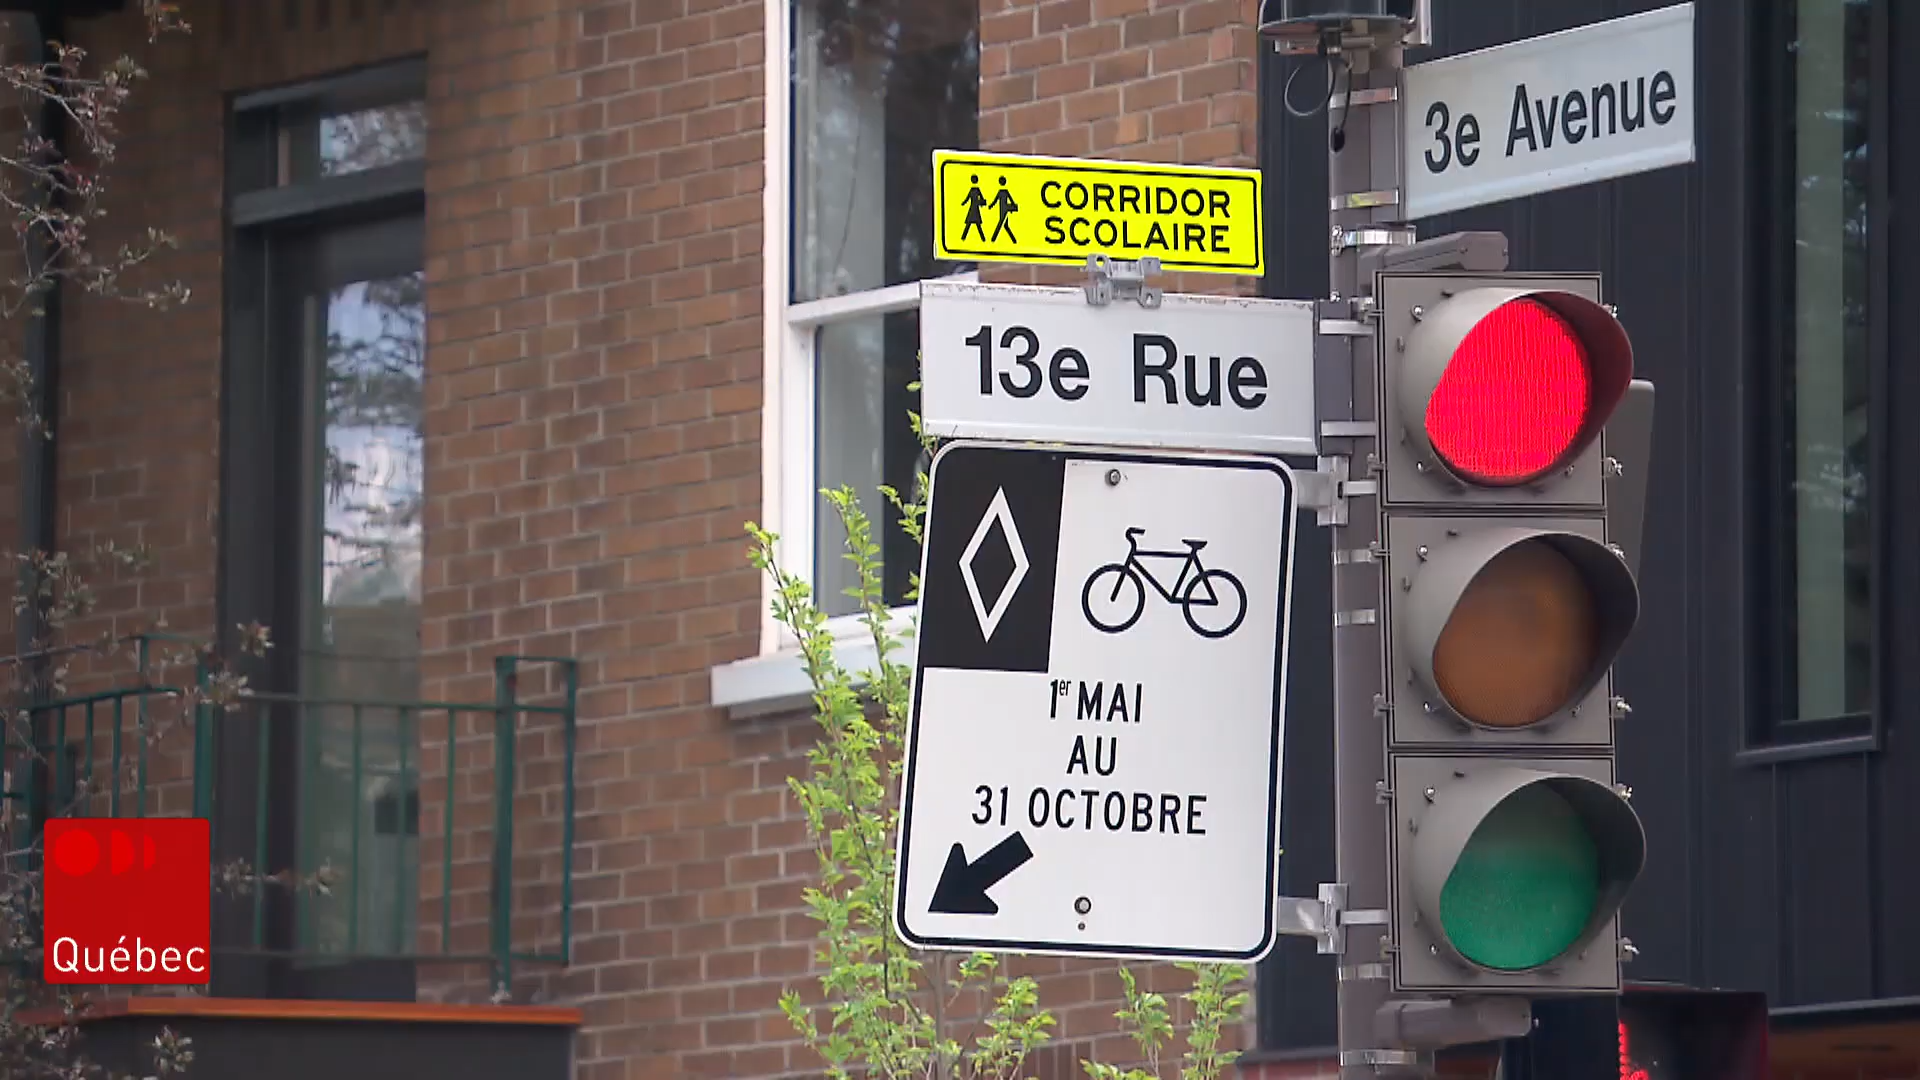 3e Avenue
CORRIDOR
SCOLAIRE
13e Rue
1er MAI
AU
31 OCTOBRE
Québec